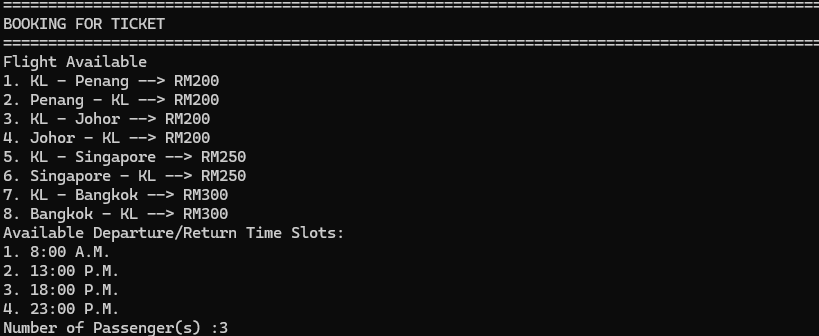 ====================================================================================
BOOKING FOR TICKET
====================================================================================
Flight Available
1. KL - Penang --> RM200
2. Penang - KL --> RM200
3. KL - Johor --> RM200
4. Johor - KL --> RM200
5. KL - Singapore --> RM250
6. Singapore - KL --> RM250
7. KL - Bangkok --> RM300
8. Bangkok - KL --> RM300
Available Departure/Return Time Slots:
1. 8:00 A.M.
2. 13:00 P.M.
3. 18:00 P.M.
4. 23:00 P.M.
Number of Passenger(s) :3